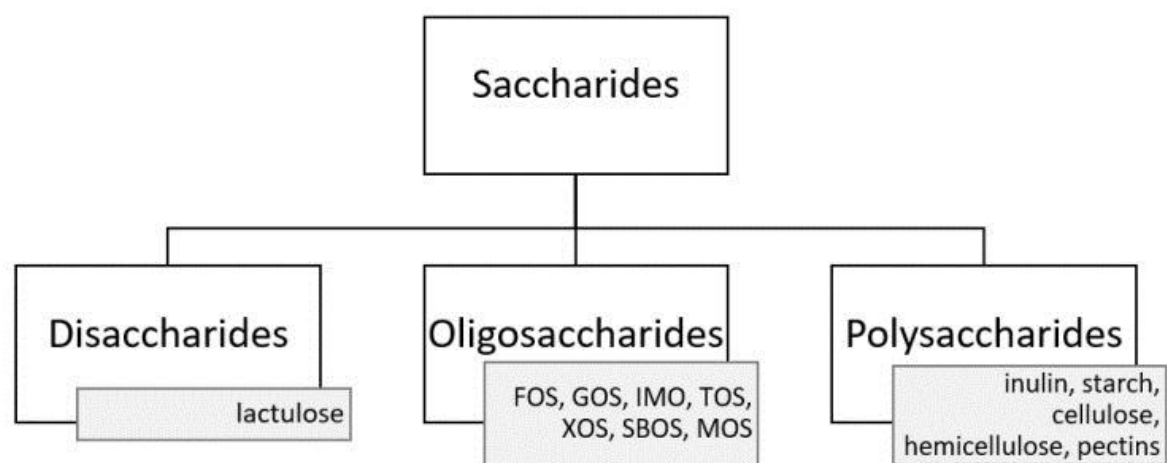 Saccharides
Disaccharides
lactulose
Oligosaccharides
FOS, GOS, IMO, TOS,
XOS, SBOS, MOS
Polysaccharides
inulin, starch,
cellulose,
hemicellulose, pectins